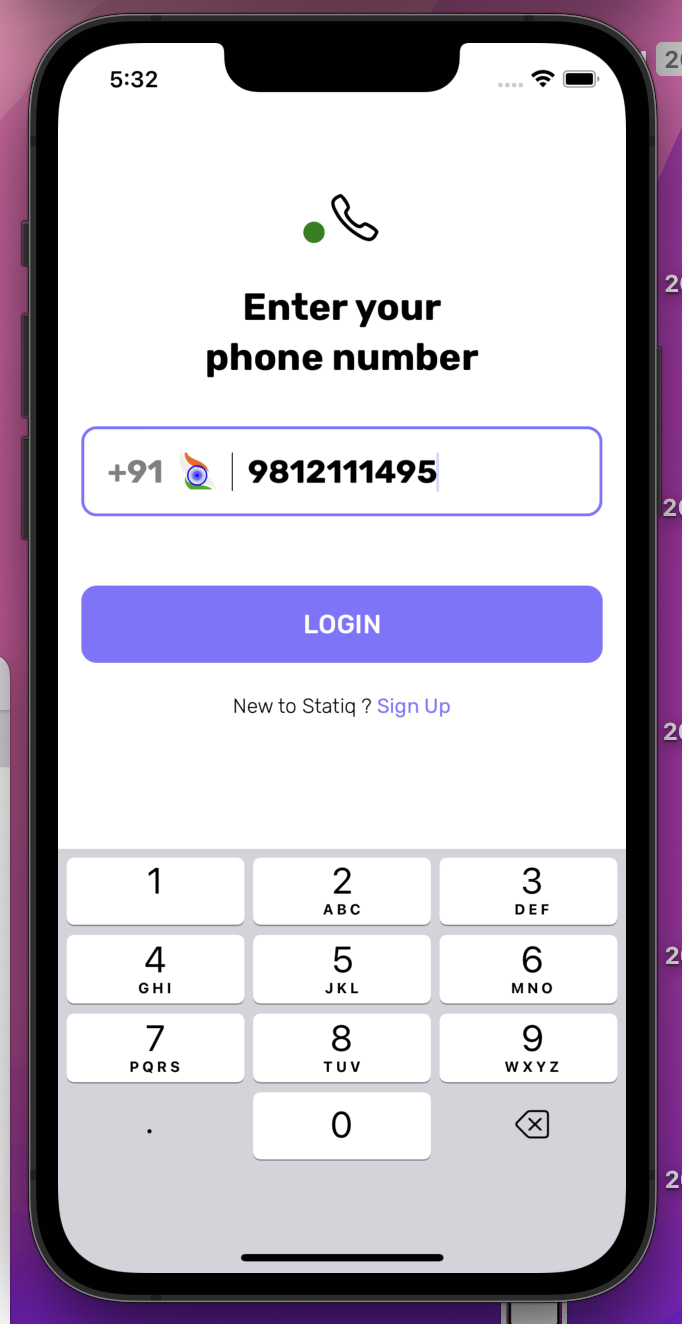 5:32
Enter your
phone number
+91 9812111495
LOGIN
New to Statiq ? Sign Up
1 2 3
ABC DEF
4 5 6
GHI JKL MNO
7 8 9
PQRS TUV WXYZ
. 0